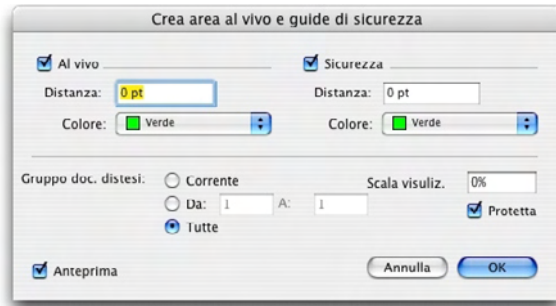 Crea area al vivo e guide di sicurezza
Al vivo
Sicurezza
Distanza: 0 pt
Distanza: 0 pt
Colore: Verde
Colore: Verde
Gruppo doc. distesi: Corrente
Scala visuliz. 0%
Da: 1 A: 1
Protetta
Tutte
Anteprima
Annulla
OK